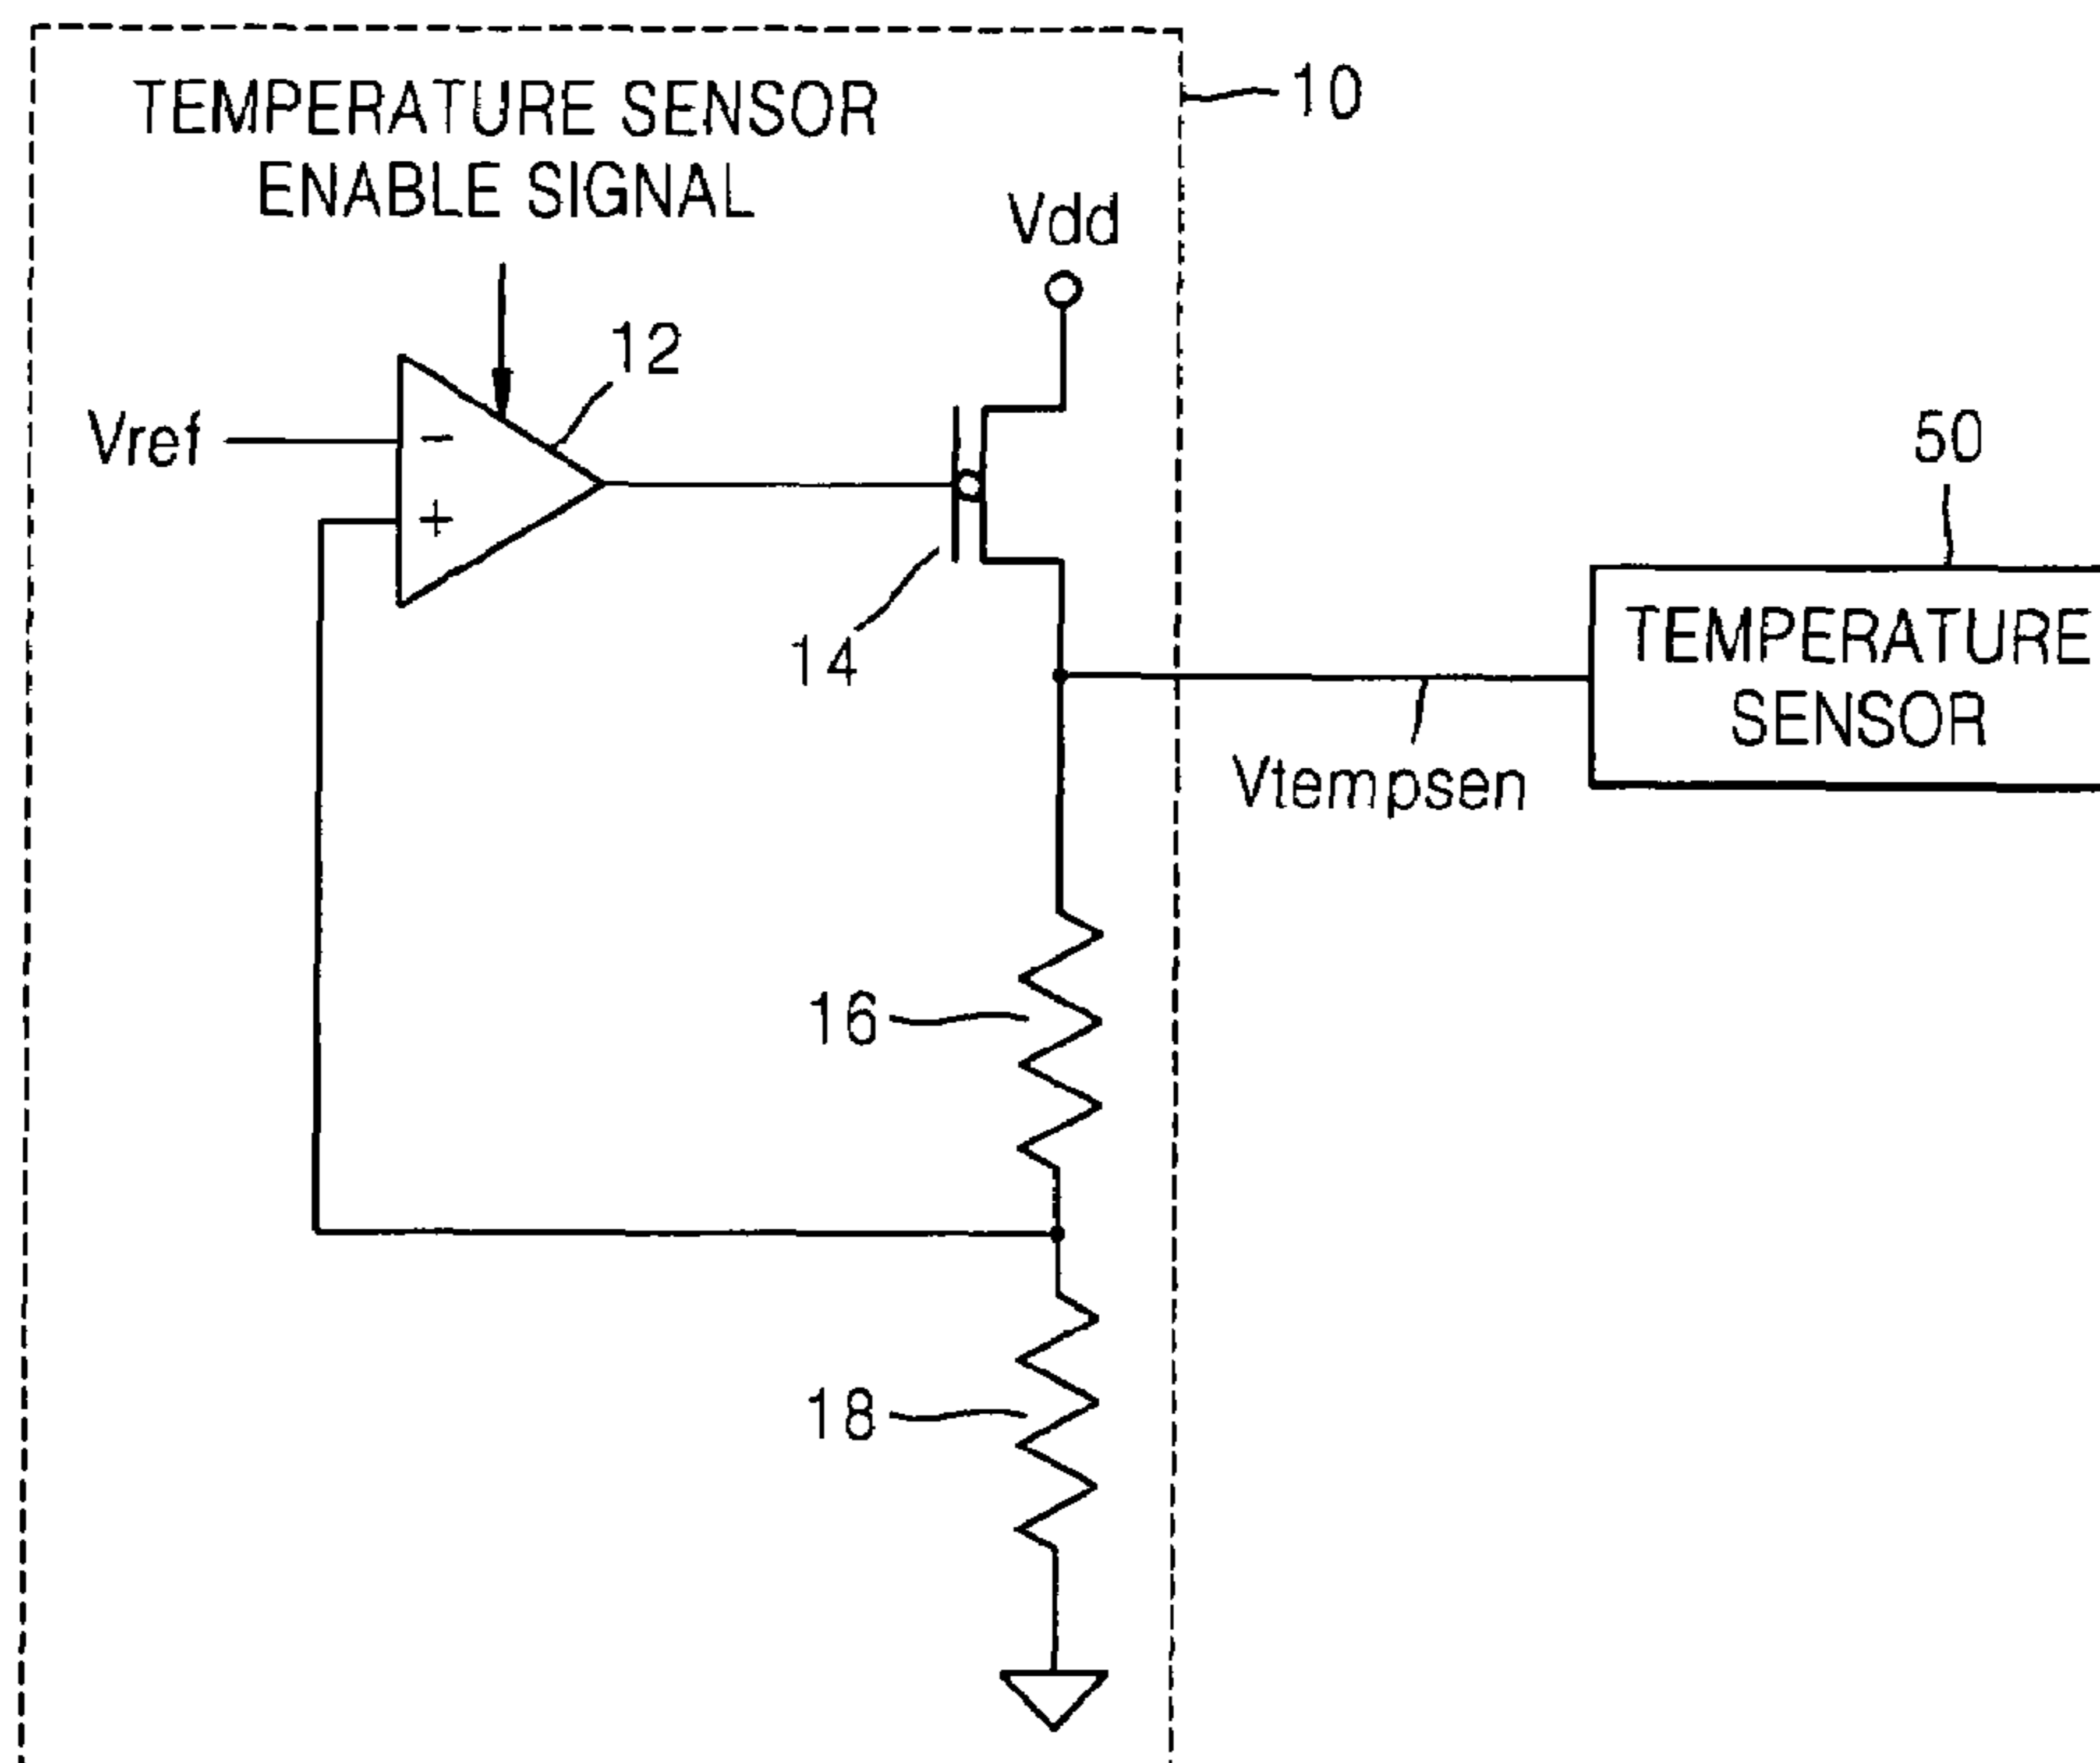 TEMPERATURE SENSOR
ENABLE SIGNAL
10
Vdd
12
Vref
-
+
14
50
TEMPERATURE
SENSOR
Vtempsen
16
18